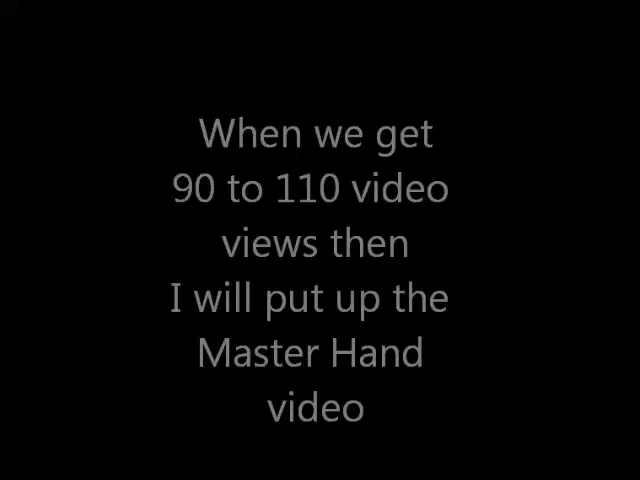 When we get
90 to 110 video
views then
I will put up the
Master Hand
video